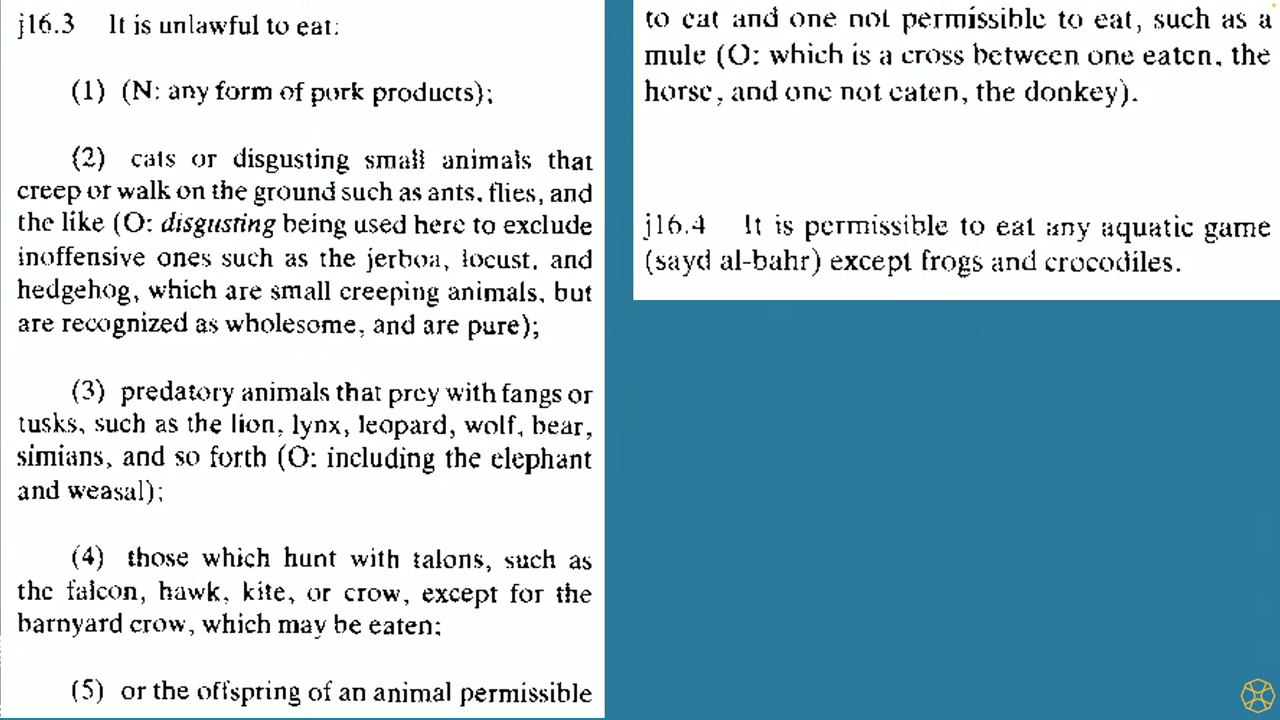 j16.3 It is unlawful to eat:
(1) (N: any form of pork products);
(2) cats or disgusting small animals that
creep or walk on the ground such as ants, flies, and
the like (O: disgusting being used here to exclude
inoffensive ones such as the jerboa, locust, and
hedgehog, which are small creeping animals, but
are recognized as wholesome, and are pure);
(3) predatory animals that prey with fangs or
tusks, such as the lion, lynx, leopard, wolf, bear,
simians, and so forth (O: including the elephant
and weasal);
(4) those which hunt with talons, such as
the falcon, hawk, kite, or crow, except for the
barnyard crow, which may be eaten;
(5) or the offspring of an animal permissible
to eat and one not permissible to eat, such as a
mule (O: which is a cross between one eaten, the
horse, and one not eaten, the donkey).
j16.4 It is permissible to eat any aquatic game
(sayd al-bahr) except frogs and crocodiles.